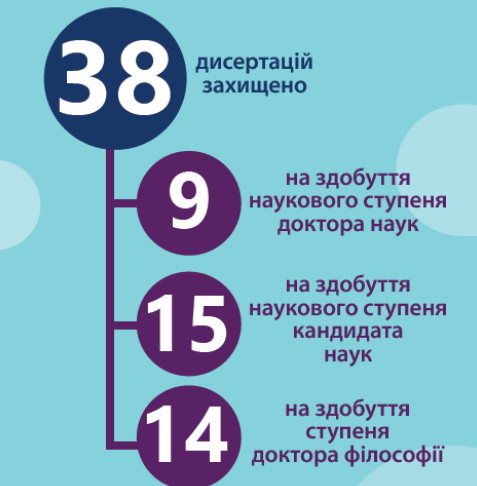 38
дисертацій
захищено
9
на здобуття
наукового ступеня
доктора наук
15
на здобуття
наукового ступеня
кандидата
наук
14
на здобуття
ступеня
доктора філософії